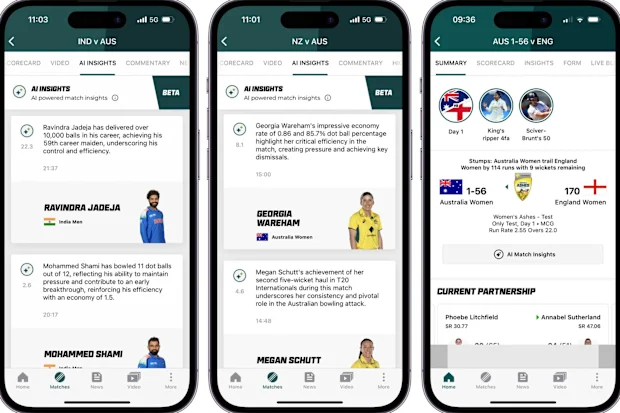 11:03
5G
IND v AUS
CORECARD VIDEO AI INSIGHTS COMMENTARY
AI INSIGHTS
AI powered match insights
BETA
Ravindra Jadeja has delivered over
10,000 balls in his career, achieving his
59th career maiden, underscoring his
control and efficiency.
22.3
21:37
RAVINDRA JADEJA
India Men
Mohammed Shami has bowled 11 dot balls
out of 12, reflecting his ability to maintain
pressure and contribute to an early
breakthrough, reinforcing his efficiency
with an economy of 1.5.
2.6
20:17
MOHAMMED SHAMI
India Men
Home Matches News Video More
11:01
5G
NZ v AUS
CORECARD VIDEO AI INSIGHTS COMMENTARY
AI INSIGHTS
AI powered match insights
BETA
Georgia Wareham's impressive economy
rate of 0.86 and 85.7% dot ball percentage
highlight her critical efficiency in the
match, creating pressure and achieving key
dismissals.
8.1
15:00
GEORGIA
WAREHAM
Australia Women
Megan Schutt's achievement of her
second five-wicket haul in T20
Internationals during this match
underscores her consistency and pivotal
role in the Australian bowling attack.
4.6
14:48
MEGAN SCHUTT
Home Matches News Video More
09:36
AUS 1-56 v ENG
SUMMARY SCORECARD INSIGHTS FORM LIVE BL
Day 1
King's
ripper 4fa
Sciver-
Brunt's 50
Stumps: Australia Women trail England
Women by 114 runs with 9 wickets remaining
1-56
Australia Women
ASHES
170
England Women
Women's Ashes - Test
Only Test, Day 1 • MCG
Run Rate 2.55 Overs 22.0
AI Match Insights
CURRENT PARTNERSHIP
Phoebe Litchfield
SR 30.77
Annabel Sutherland
SR 47.06
Home Matches News Video More